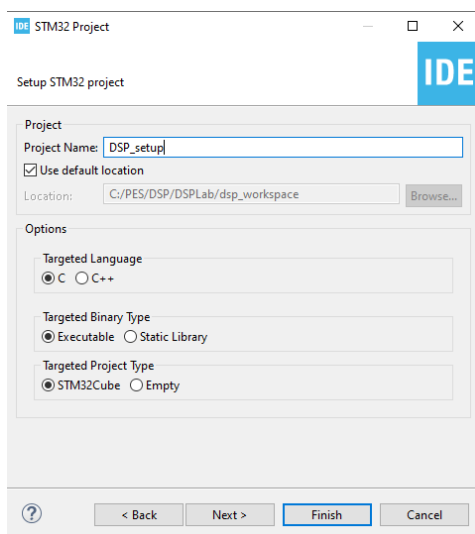 IDE STM32 Project
Setup STM32 project
IDE
Project
Project Name: DSP_setup
Use default location
Location: C:/PES/DSP/DSPLab/dsp_workspace Browse...
Options
Targeted Language
C C++
Targeted Binary Type
Executable Static Library
Targeted Project Type
STM32Cube Empty
? < Back Next > Finish Cancel